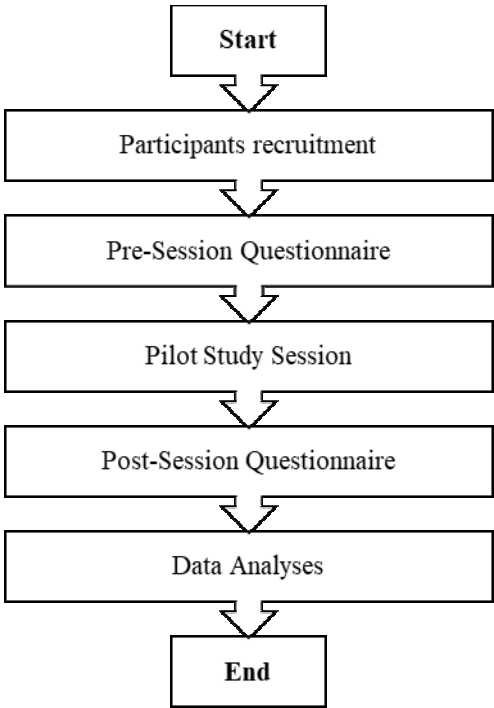 Start
Participants recruitment
Pre-Session Questionnaire
Pilot Study Session
Post-Session Questionnaire
Data Analyses
End